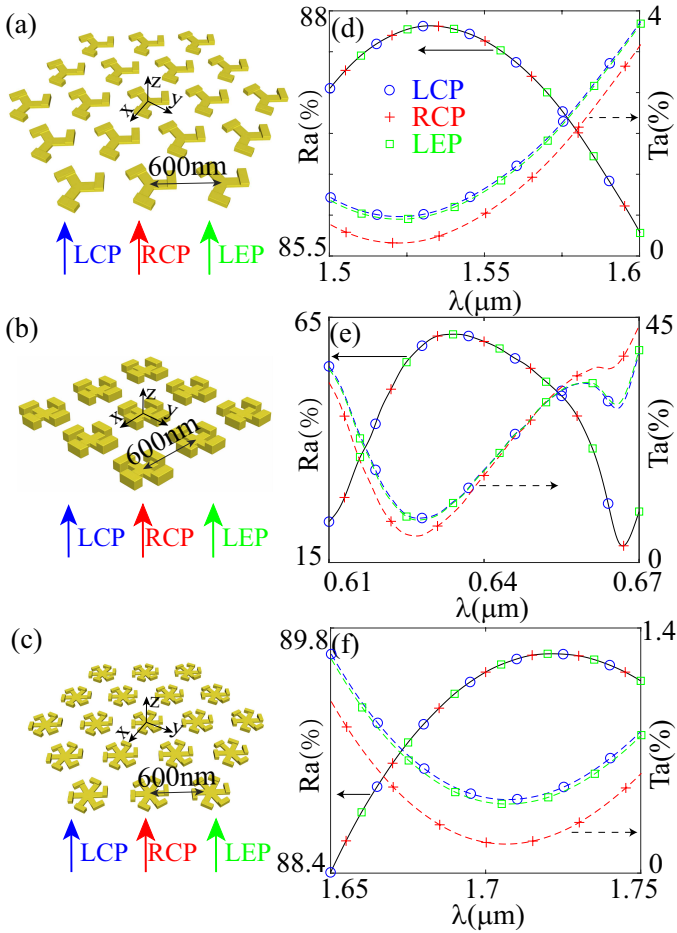 (a)
z
x
y
600nm
LCP RCP LEP
(d)
88
Ra(%)
85.5
LCP
RCP
LEP
4
Ta(%)
0
1.5 1.55 1.6
λ(μm)
(b)
z
x
y
600nm
LCP RCP LEP
(e)
65
Ra(%)
15
45
Ta(%)
0
0.61 0.64 0.67
λ(μm)
(c)
z
x
y
600nm
LCP RCP LEP
(f)
89.8
Ra(%)
88.4
1.4
Ta(%)
0
1.65 1.7 1.75
λ(μm)